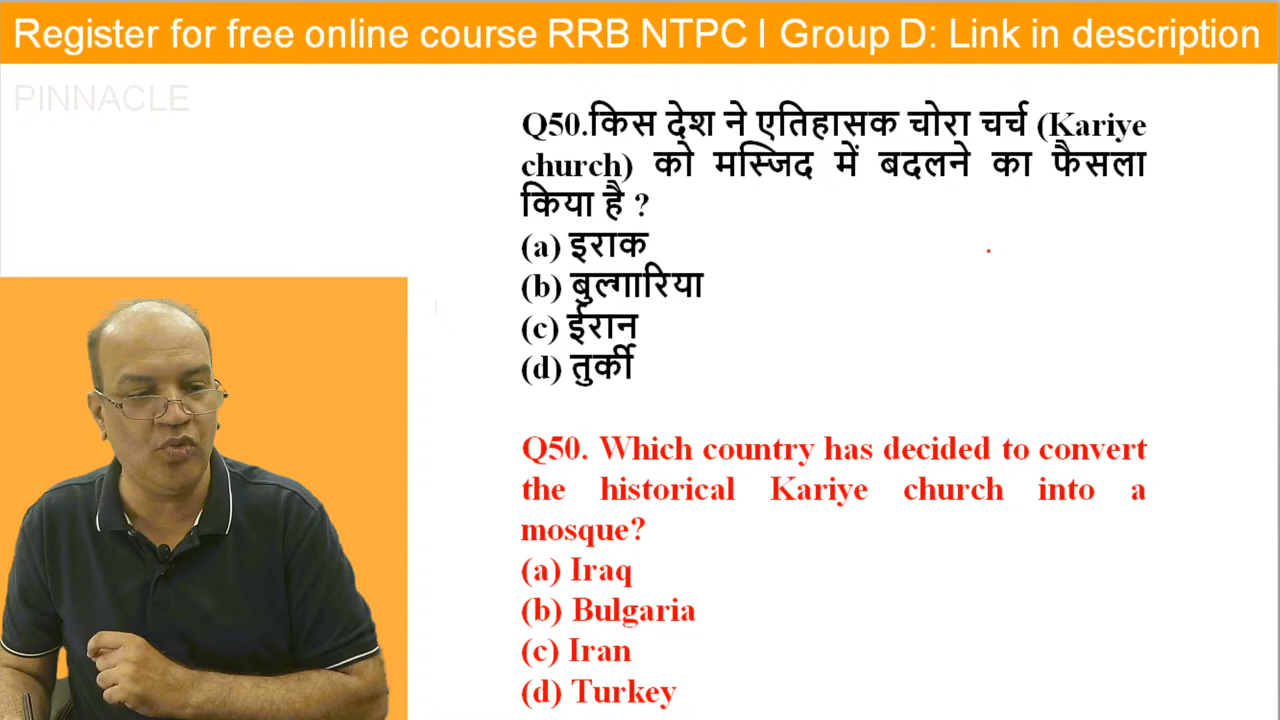 Register for free online course RRB NTPC I Group D: Link in description
PINNACLE
Q50.किस देश ने एतिहासक चोरा चर्च (Kariye
church) को मस्जिद में बदलने का फैसला
किया है ?
(a) इराक
(b) बुल्गारिया
(c) ईरान
(d) तुर्की
Q50. Which country has decided to convert
the historical Kariye church into a
mosque?
(a) Iraq
(b) Bulgaria
(c) Iran
(d) Turkey